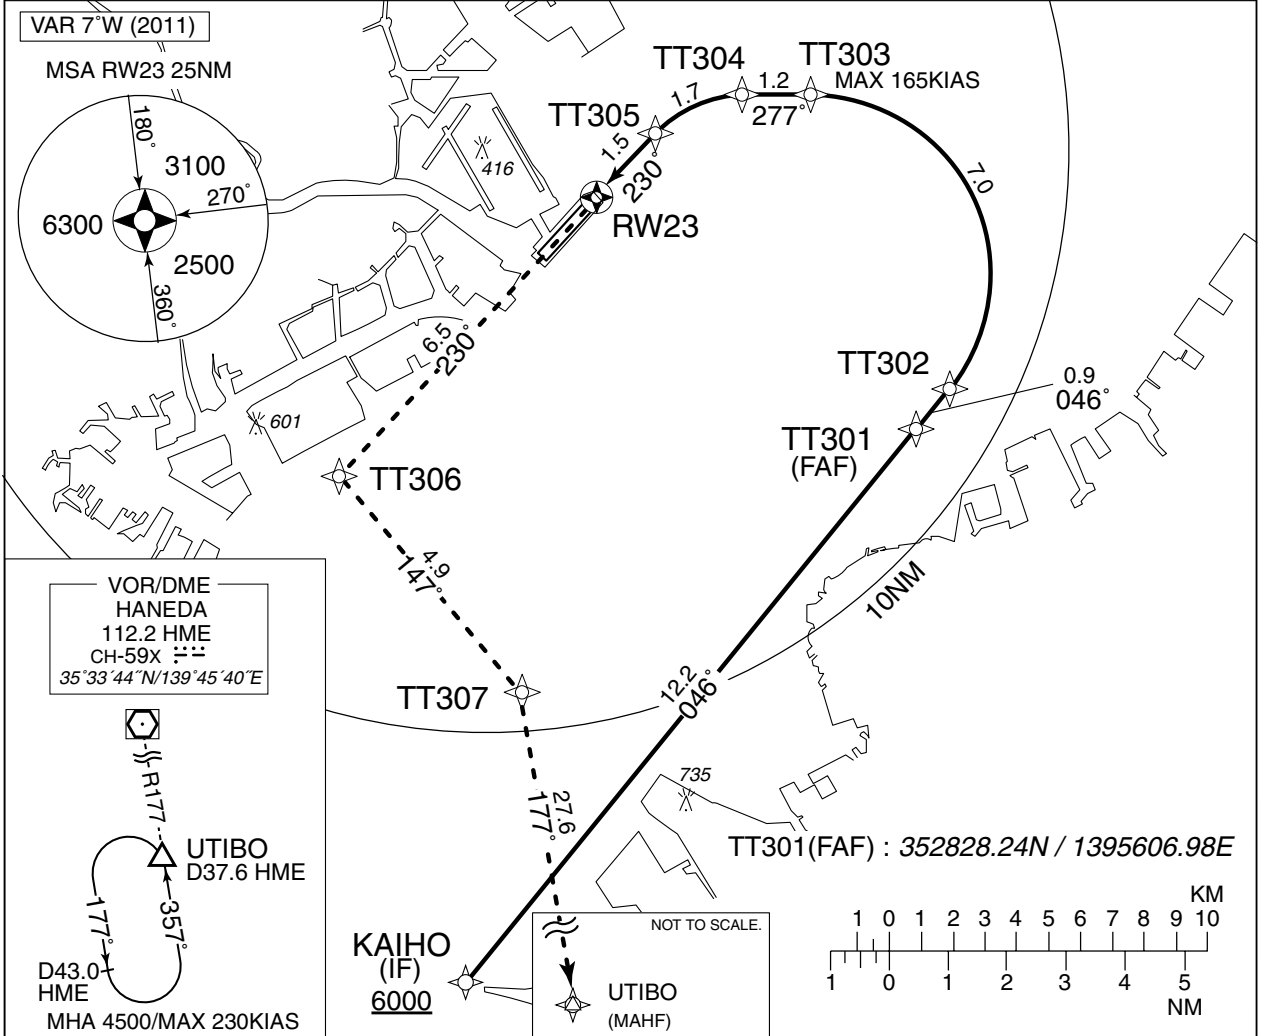 VAR 7°W (2011)
MSA RW23 25NM
180°
3100
270°
6300
2500
360°
TT304
TT303
MAX 165KIAS
1.7
1.2
277°
TT305
1.5
230°
416
RW23
7.0
TT302
0.9
046°
TT301
(FAF)
6.5
230°
601
TT306
4.9
147°
10NM
TT307
12.2
046°
27.6
177°
735
VOR/DME
HANEDA
112.2 HME
CH-59X
35°33´44˝N/139°45´40˝E
R177
UTIBO
D37.6 HME
177°
357°
D43.0
HME
MHA 4500/MAX 230KIAS
TT301(FAF) : 352828.24N / 1395606.98E
KAIHO
(IF)
6000
NOT TO SCALE.
UTIBO
(MAHF)
KM
1 0 1 2 3 4 5 6 7 8 9 10
1 0 1 2 3 4 5
NM